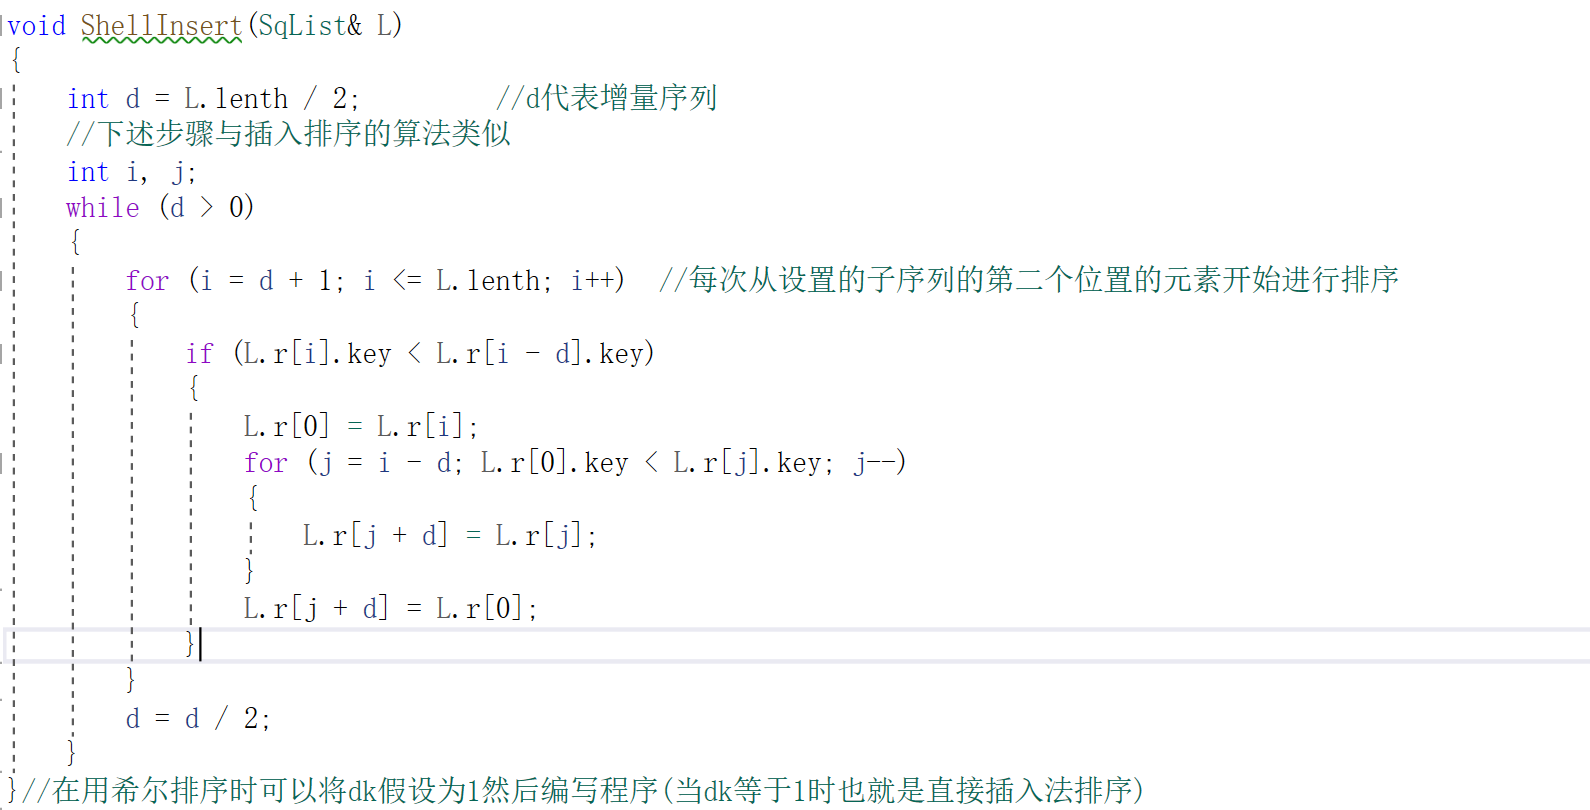 void ShellInsert(SqList& L)
{
int d = L.lenth / 2; //d代表增量序列
//下述步骤与插入排序的算法类似
int i, j;
while (d > 0)
{
for (i = d + 1; i <= L.lenth; i++) //每次从设置的子序列的第二个位置的元素开始进行排序
{
if (L.r[i].key < L.r[i - d].key)
{
L.r[0] = L.r[i];
for (j = i - d; L.r[0].key < L.r[j].key; j--)
{
L.r[j + d] = L.r[j];
}
L.r[j + d] = L.r[0];
}
}
d = d / 2;
}
}//在用希尔排序时可以将dk假设为1然后编写程序(当dk等于1时也就是直接插入法排序)